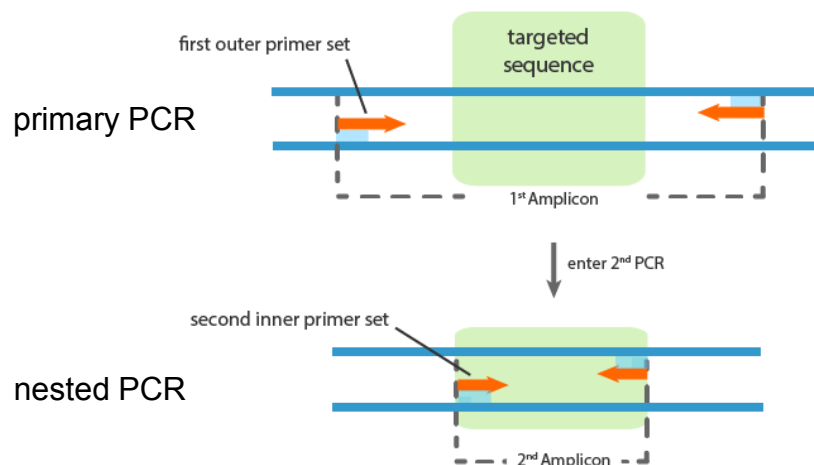 first outer primer set
targeted
sequence
primary PCR
1st Amplicon
enter 2nd PCR
second inner primer set
nested PCR
2nd Amplicon